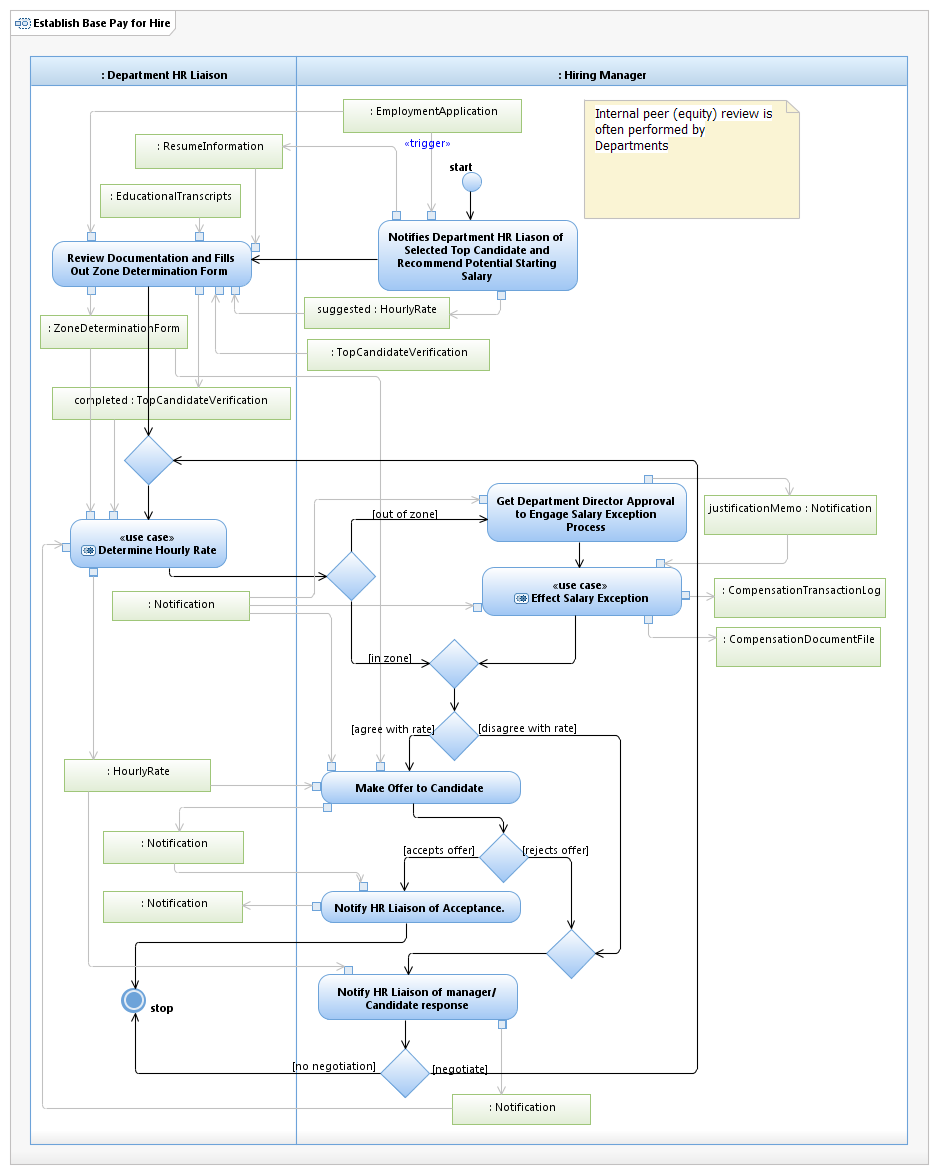 Establish Base Pay for Hire
: Department HR Liaison
: Hiring Manager
: EmploymentApplication
Internal peer (equity) review is
often performed by
Departments
: ResumeInformation
«trigger»
start
: EducationalTranscripts
Notifies Department HR Liason of
Selected Top Candidate and
Recommend Potential Starting
Salary
Review Documentation and Fills
Out Zone Determination Form
suggested : HourlyRate
: ZoneDeterminationForm
: TopCandidateVerification
completed : TopCandidateVerification
Get Department Director Approval
to Engage Salary Exception
Process
justificationMemo : Notification
[out of zone]
«use case»
Determine Hourly Rate
«use case»
Effect Salary Exception
: CompensationTransactionLog
: Notification
: CompensationDocumentFile
[in zone]
[agree with rate]
[disagree with rate]
: HourlyRate
Make Offer to Candidate
: Notification
[accepts offer]
[rejects offer]
: Notification
Notify HR Liaison of Acceptance.
Notify HR Liaison of manager/
Candidate response
stop
[no negotiation]
[negotiate]
: Notification